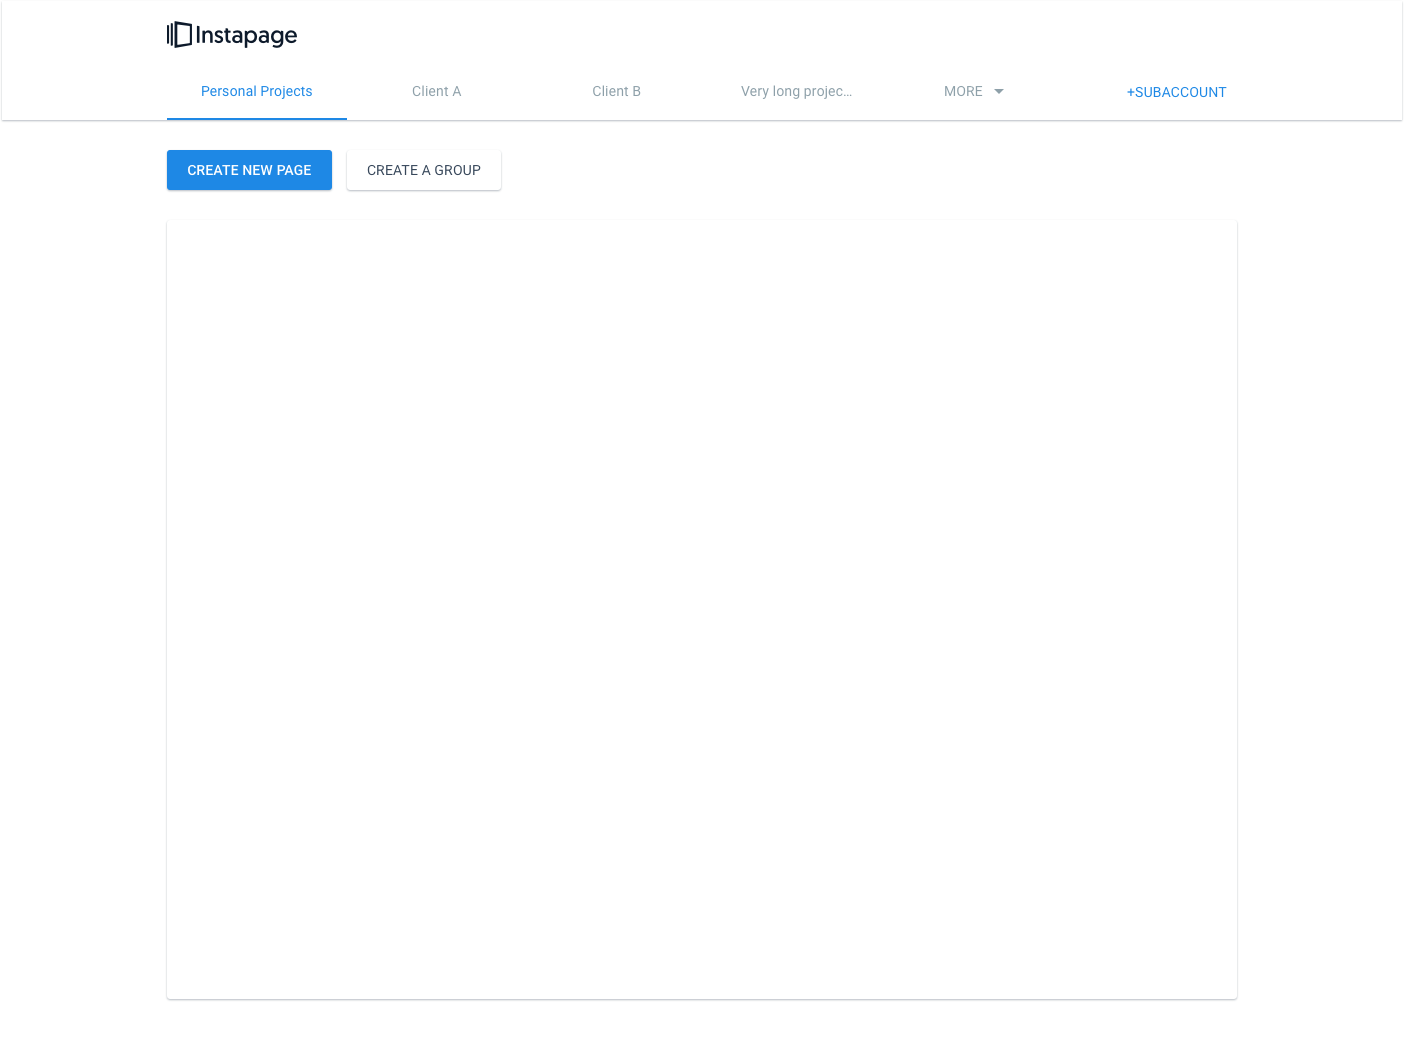 Instapage
Personal Projects Client A Client B Very long projec... MORE +SUBACCOUNT
CREATE NEW PAGE CREATE A GROUP